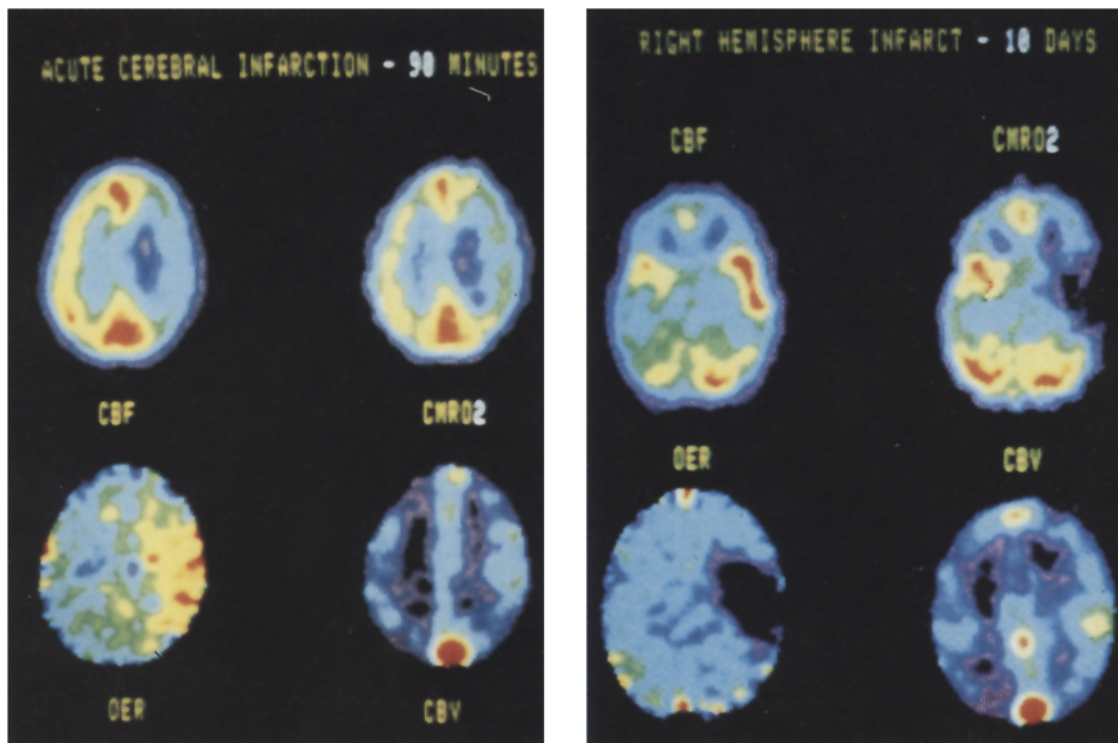 ACUTE CEREBRAL INFARCTION - 90 MINUTES
CBF
CMRO2
OER
CBV
RIGHT HEMISPHERE INFARCT - 10 DAYS
CBF
CMRO2
OER
CBV